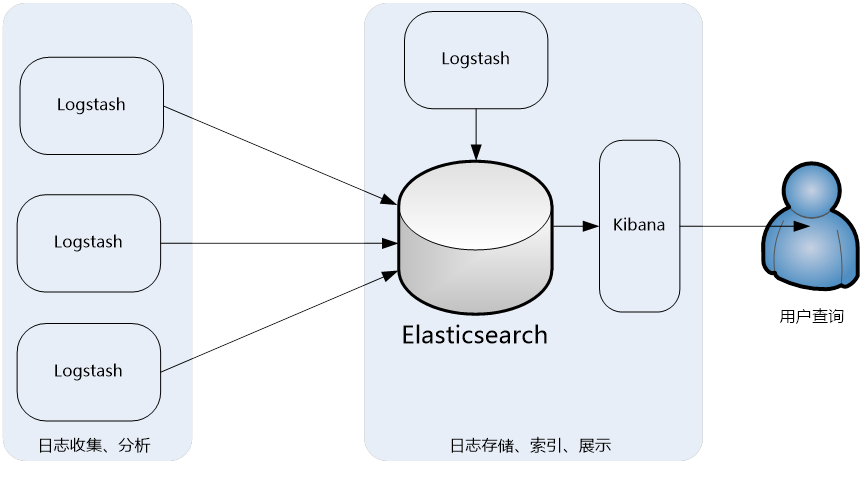 Logstash
Logstash
Logstash
日志收集、分析
Logstash
Elasticsearch
Kibana
日志存储、索引、展示
用户查询